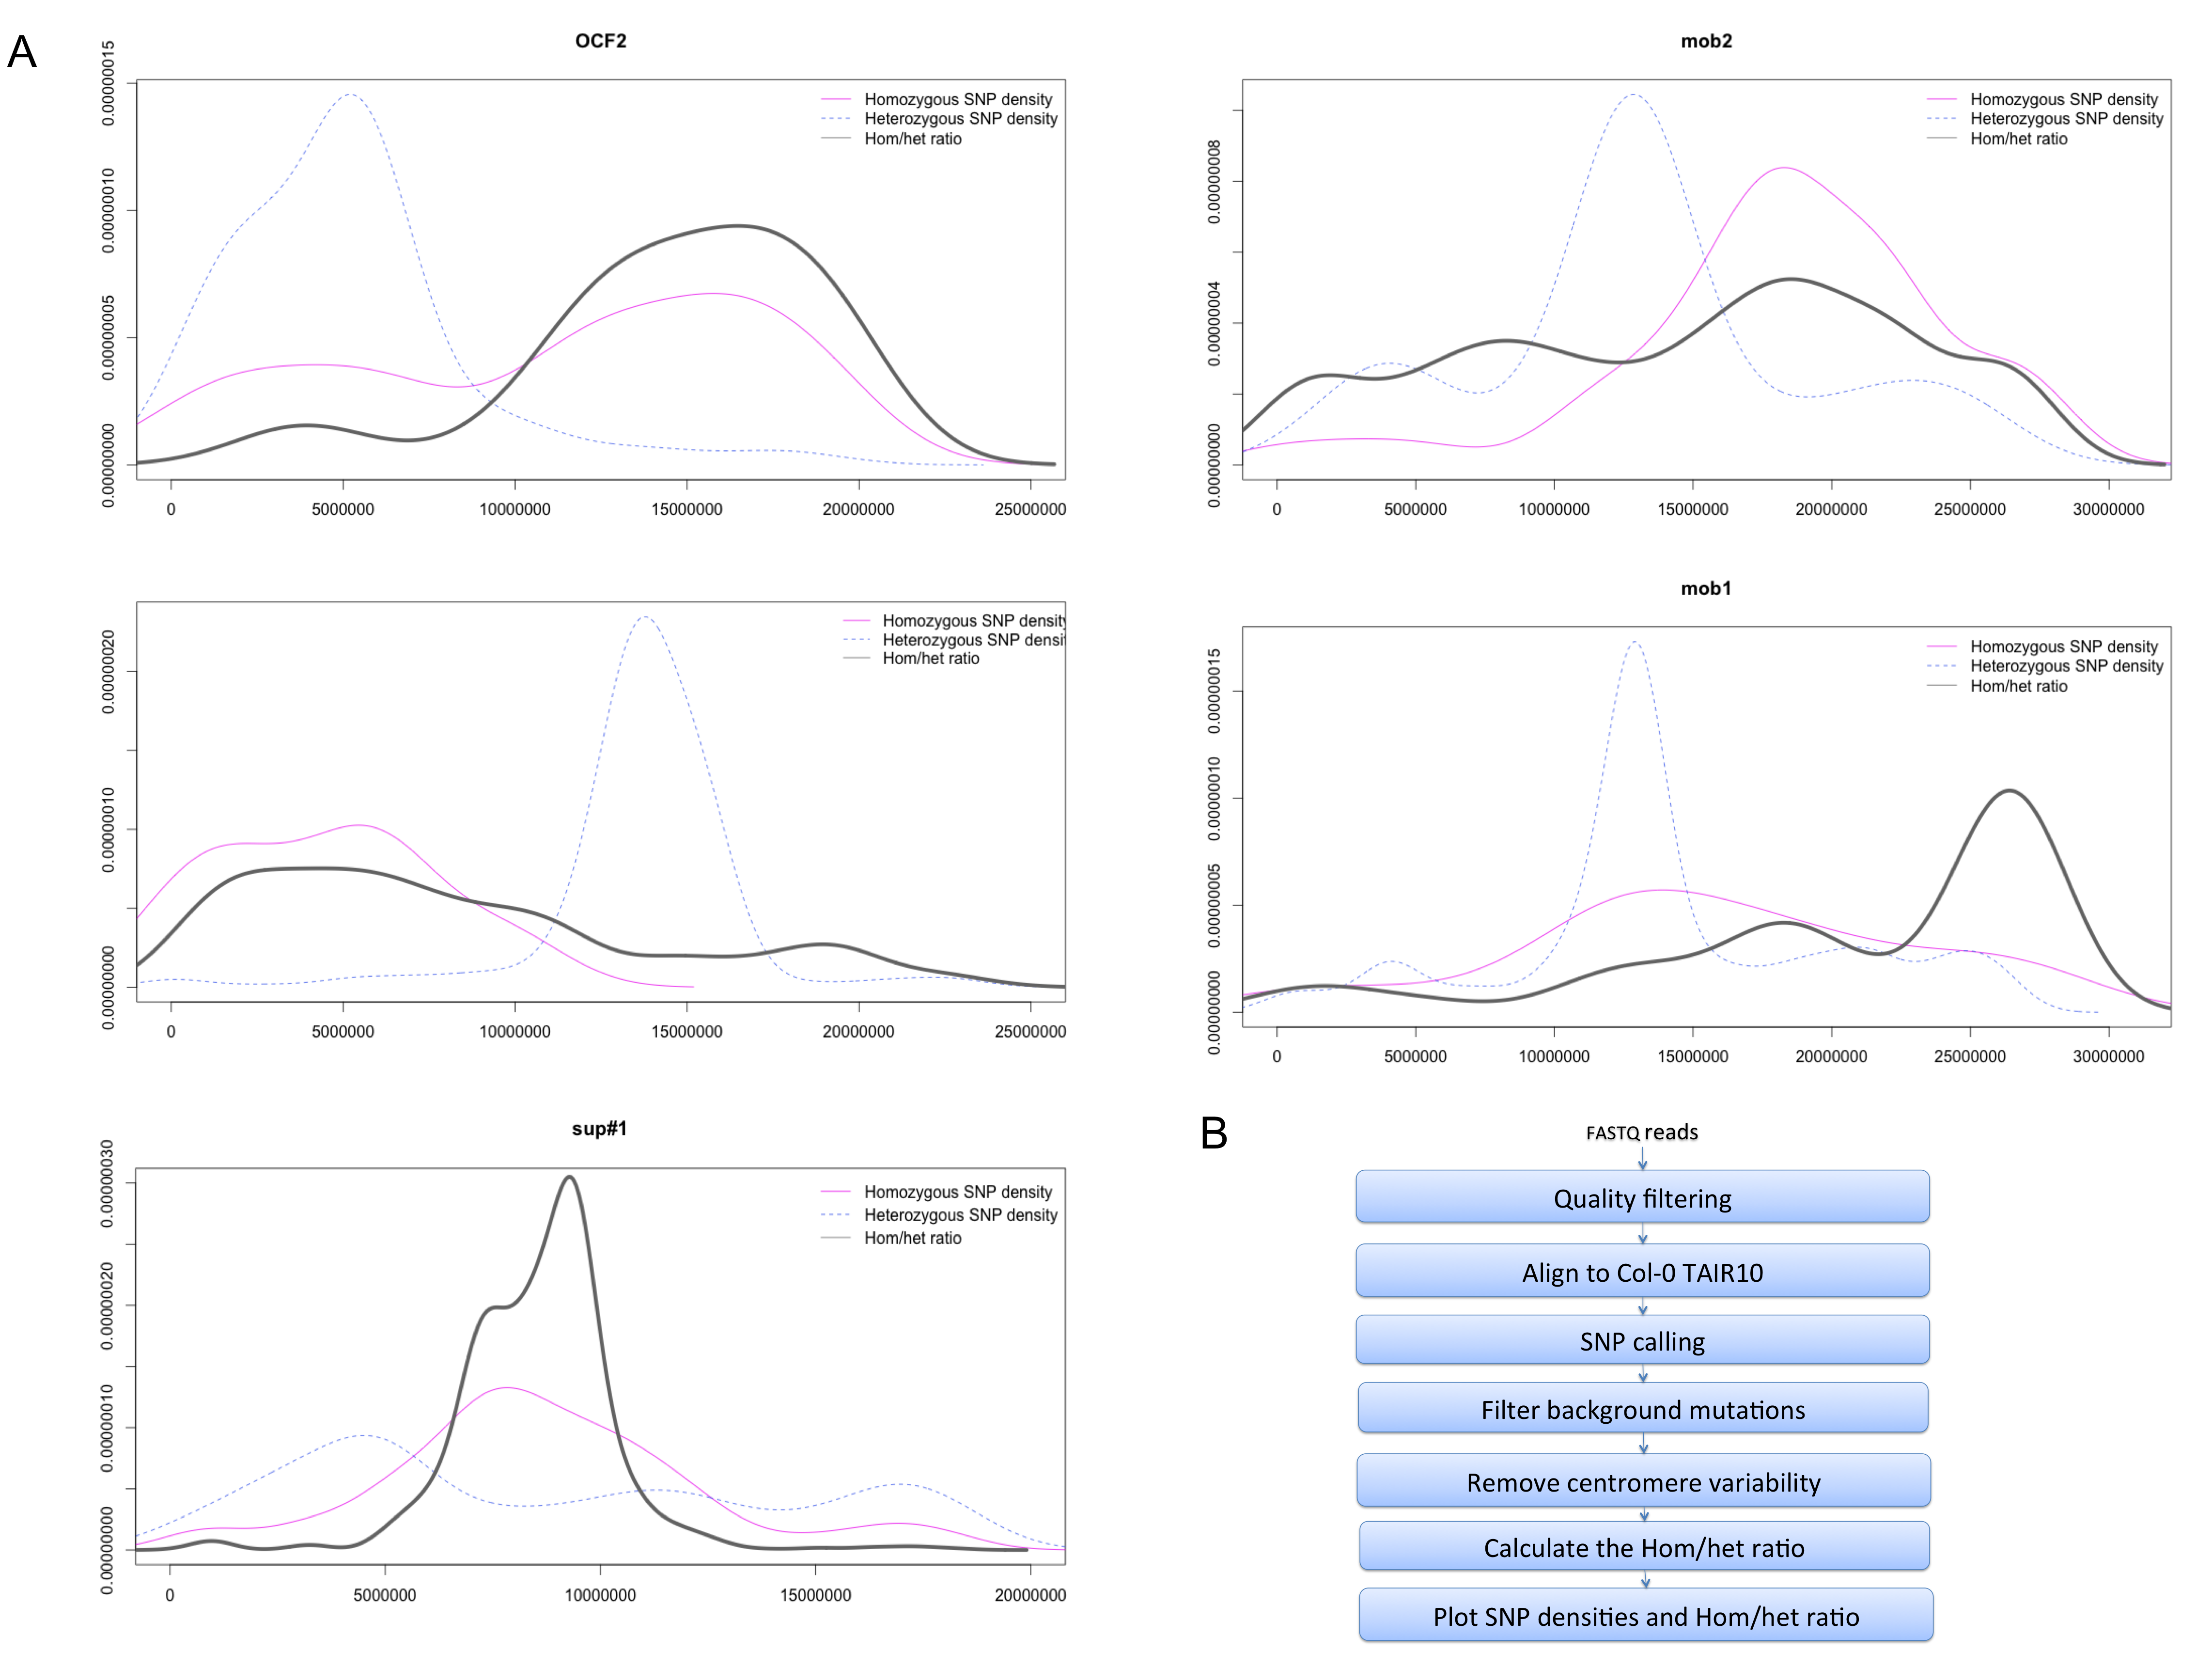 A
OCF2
0.00000015
0.00000010
0.00000005
0.00000000
Homozygous SNP density
Heterozygous SNP density
Hom/het ratio
0 5000000 10000000 15000000 20000000 25000000
mob2
0.00000008
0.00000004
0.00000000
Homozygous SNP density
Heterozygous SNP density
Hom/het ratio
0 5000000 10000000 15000000 20000000 25000000 30000000
0.00000020
0.00000010
0.00000000
Homozygous SNP density
Heterozygous SNP densi
Hom/het ratio
0 5000000 10000000 15000000 20000000 25000000
mob1
0.00000015
0.00000010
0.00000005
0.00000000
Homozygous SNP density
Heterozygous SNP density
Hom/het ratio
0 5000000 10000000 15000000 20000000 25000000 30000000
sup#1
0.00000030
0.00000020
0.00000010
0.00000000
Homozygous SNP density
Heterozygous SNP density
Hom/het ratio
0 5000000 10000000 15000000 20000000
B
FASTQ reads
Quality filtering
Align to Col-0 TAIR10
SNP calling
Filter background mutations
Remove centromere variability
Calculate the Hom/het ratio
Plot SNP densities and Hom/het ratio